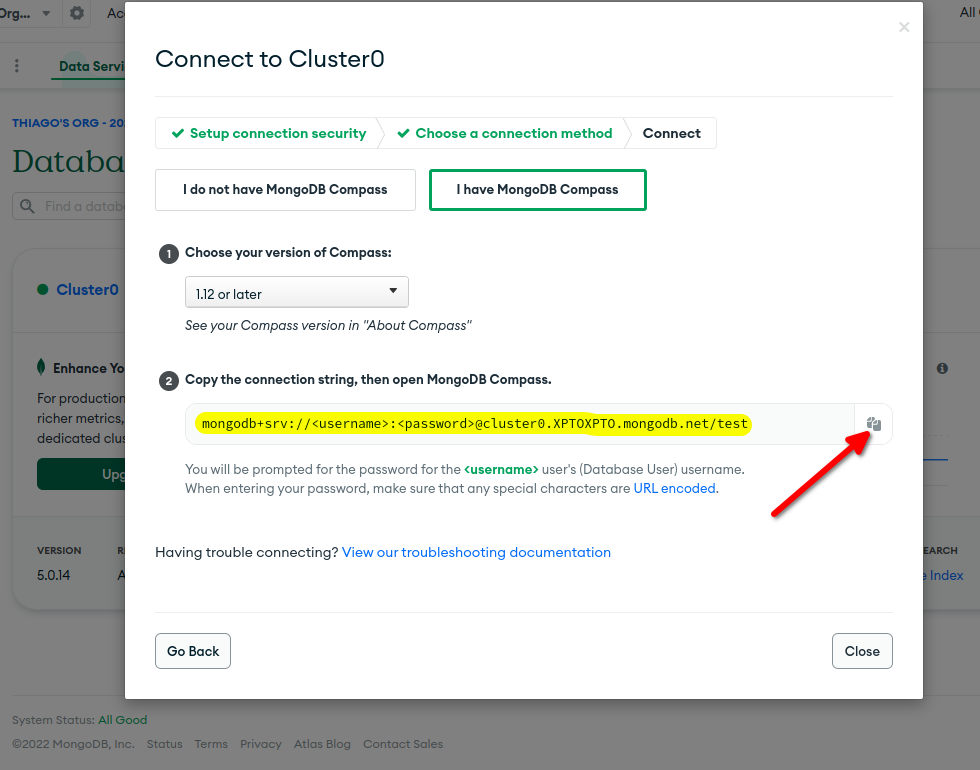 Org...
All
Connect to Cluster0
Data Servi
Setup connection security
Choose a connection method
Connect
THIAGO'S ORG - 20
Databa
I do not have MongoDB Compass
I have MongoDB Compass
Find a databa
1 Choose your version of Compass:
Cluster0
1.12 or later
See your Compass version in "About Compass"
Enhance Yo
2 Copy the connection string, then open MongoDB Compass.
For production
richer metrics,
dedicated clus
mongodb+srv://<username>:<password>@cluster0.XPTOXPTO.mongodb.net/test
Upg
You will be prompted for the password for the <username> user's (Database User) username.
When entering your password, make sure that any special characters are URL encoded.
VERSION
EARCH
Having trouble connecting? View our troubleshooting documentation
5.0.14
A
e Index
Go Back
Close
System Status: All Good
©2022 MongoDB, Inc. Status Terms Privacy Atlas Blog Contact Sales